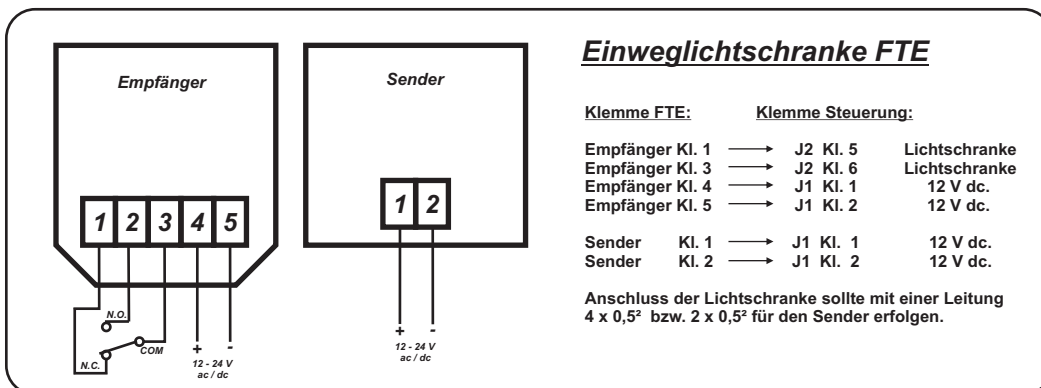 Empfänger
1 2 3 4 5
N.O.
COM
N.C.
+ -
12 - 24 V
ac / dc
Sender
1 2
+ -
12 - 24 V
ac / dc
Einweglichtschranke FTE
Klemme FTE: Klemme Steuerung:
Empfänger Kl. 1 → J2 Kl. 5 Lichtschranke
Empfänger Kl. 3 → J2 Kl. 6 Lichtschranke
Empfänger Kl. 4 → J1 Kl. 1 12 V dc.
Empfänger Kl. 5 → J1 Kl. 2 12 V dc.
Sender Kl. 1 → J1 Kl. 1 12 V dc.
Sender Kl. 2 → J1 Kl. 2 12 V dc.
Anschluss der Lichtschranke sollte mit einer Leitung
4 x 0,5² bzw. 2 x 0,5² für den Sender erfolgen.